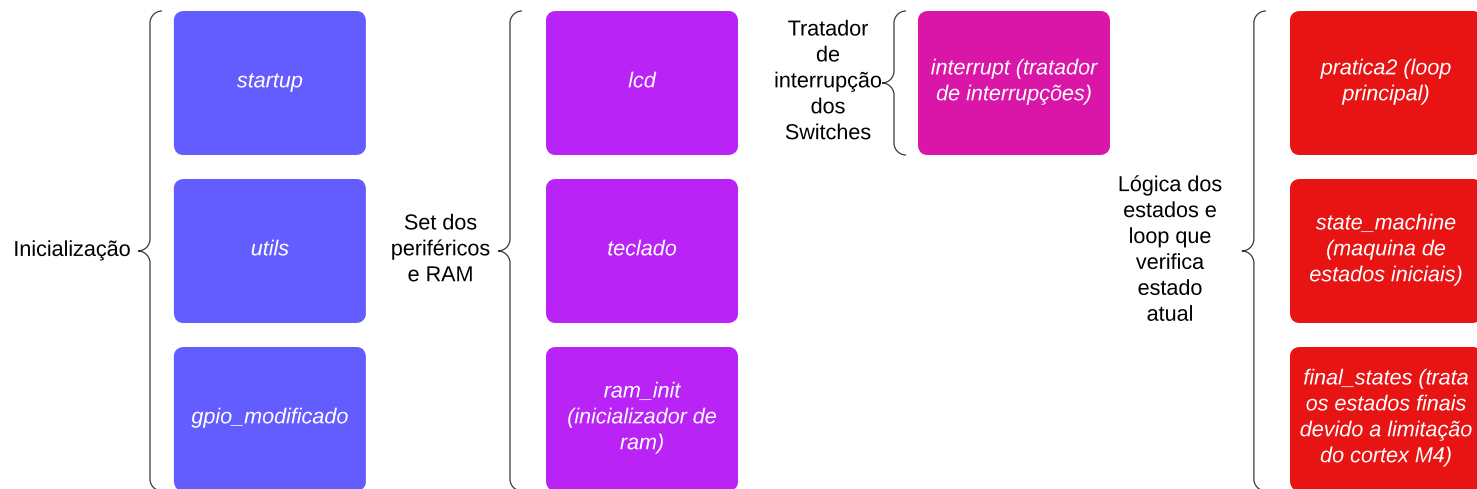 Inicialização
startup
utils
gpio_modificado
Set dos
periféricos
e RAM
lcd
teclado
ram_init
(inicializador de
ram)
Tratador
de
interrupção
dos
Switches
interrupt (tratador
de interrupções)
Lógica dos
estados e
loop que
verifica
estado
atual
pratica2 (loop
principal)
state_machine
(maquina de
estados iniciais)
final_states (trata
os estados finais
devido a limitação
do cortex M4)